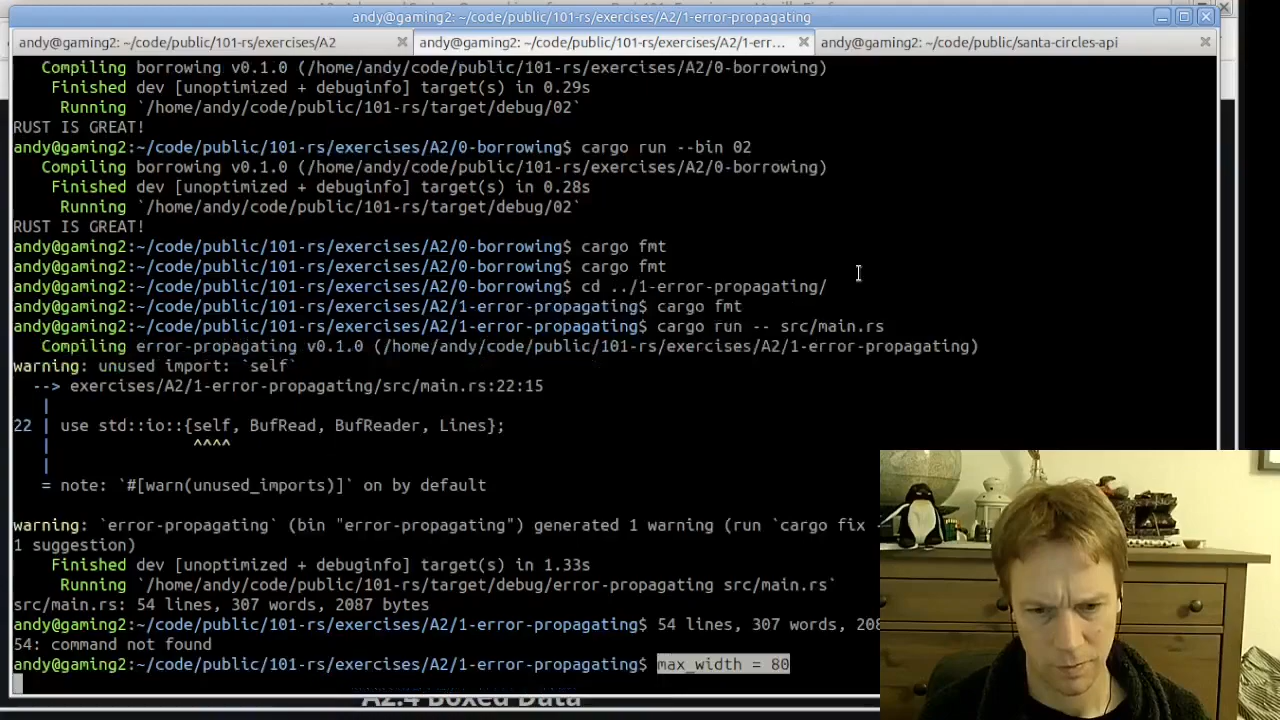 andy@gaming2: ~/code/public/101-rs/exercises/A2/1-error-propagating
andy@gaming2: ~/code/public/101-rs/exercises/A2
andy@gaming2: ~/code/public/101-rs/exercises/A2/1-err...
andy@gaming2: ~/code/public/santa-circles-api
Compiling borrowing v0.1.0 (/home/andy/code/public/101-rs/exercises/A2/0-borrowing)
Finished dev [unoptimized + debuginfo] target(s) in 0.29s
Running `/home/andy/code/public/101-rs/target/debug/02`
RUST IS GREAT!
andy@gaming2:~/code/public/101-rs/exercises/A2/0-borrowing$ cargo run --bin 02
Compiling borrowing v0.1.0 (/home/andy/code/public/101-rs/exercises/A2/0-borrowing)
Finished dev [unoptimized + debuginfo] target(s) in 0.28s
Running `/home/andy/code/public/101-rs/target/debug/02`
RUST IS GREAT!
andy@gaming2:~/code/public/101-rs/exercises/A2/0-borrowing$ cargo fmt
andy@gaming2:~/code/public/101-rs/exercises/A2/0-borrowing$ cargo fmt
andy@gaming2:~/code/public/101-rs/exercises/A2/0-borrowing$ cd ../1-error-propagating/
andy@gaming2:~/code/public/101-rs/exercises/A2/1-error-propagating$ cargo fmt
andy@gaming2:~/code/public/101-rs/exercises/A2/1-error-propagating$ cargo run -- src/main.rs
Compiling error-propagating v0.1.0 (/home/andy/code/public/101-rs/exercises/A2/1-error-propagating)
warning: unused import: `self`
--> exercises/A2/1-error-propagating/src/main.rs:22:15
|
22 | use std::io::{self, BufRead, BufReader, Lines};
| ^^^^
|
= note: `#[warn(unused_imports)]` on by default
warning: `error-propagating` (bin "error-propagating") generated 1 warning (run `cargo fix -
1 suggestion)
Finished dev [unoptimized + debuginfo] target(s) in 1.33s
Running `/home/andy/code/public/101-rs/target/debug/error-propagating src/main.rs`
src/main.rs: 54 lines, 307 words, 2087 bytes
andy@gaming2:~/code/public/101-rs/exercises/A2/1-error-propagating$ 54 lines, 307 words, 208
54: command not found
andy@gaming2:~/code/public/101-rs/exercises/A2/1-error-propagating$ max_width = 80
A2.4 Boxed Data